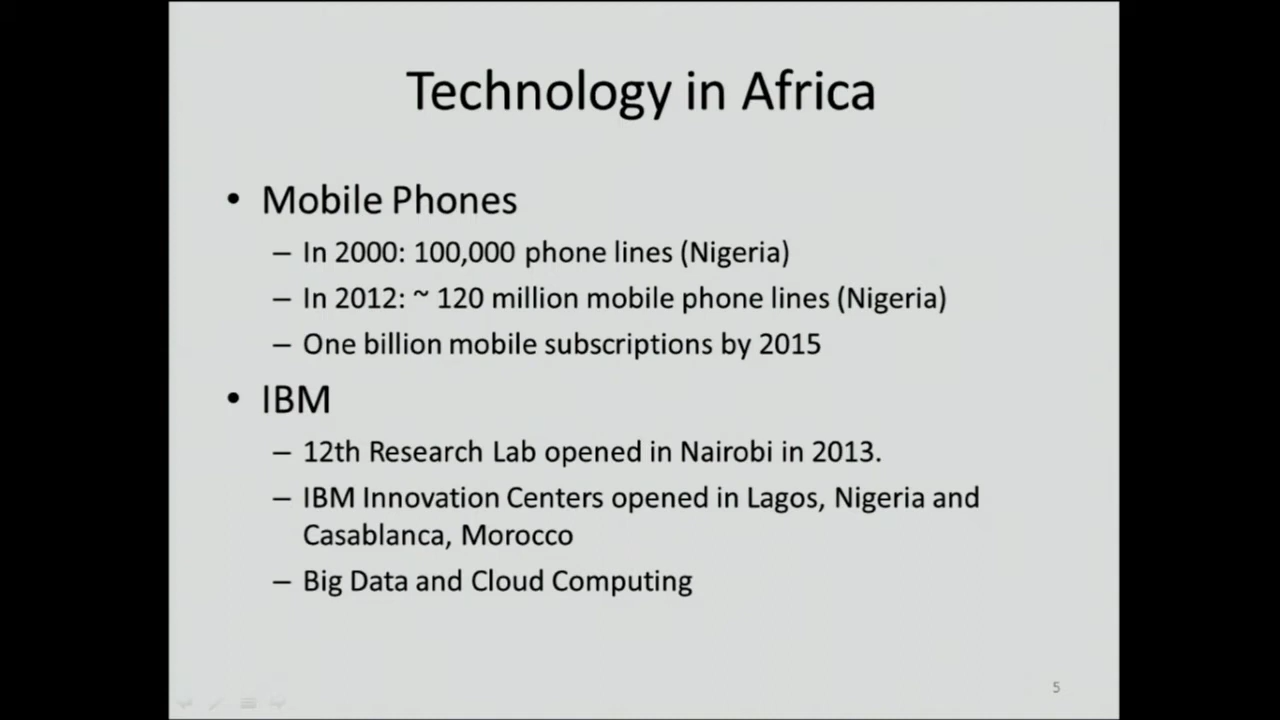 Technology in Africa
• Mobile Phones
– In 2000: 100,000 phone lines (Nigeria)
– In 2012: ~ 120 million mobile phone lines (Nigeria)
– One billion mobile subscriptions by 2015
• IBM
– 12th Research Lab opened in Nairobi in 2013.
– IBM Innovation Centers opened in Lagos, Nigeria and
Casablanca, Morocco
– Big Data and Cloud Computing
5